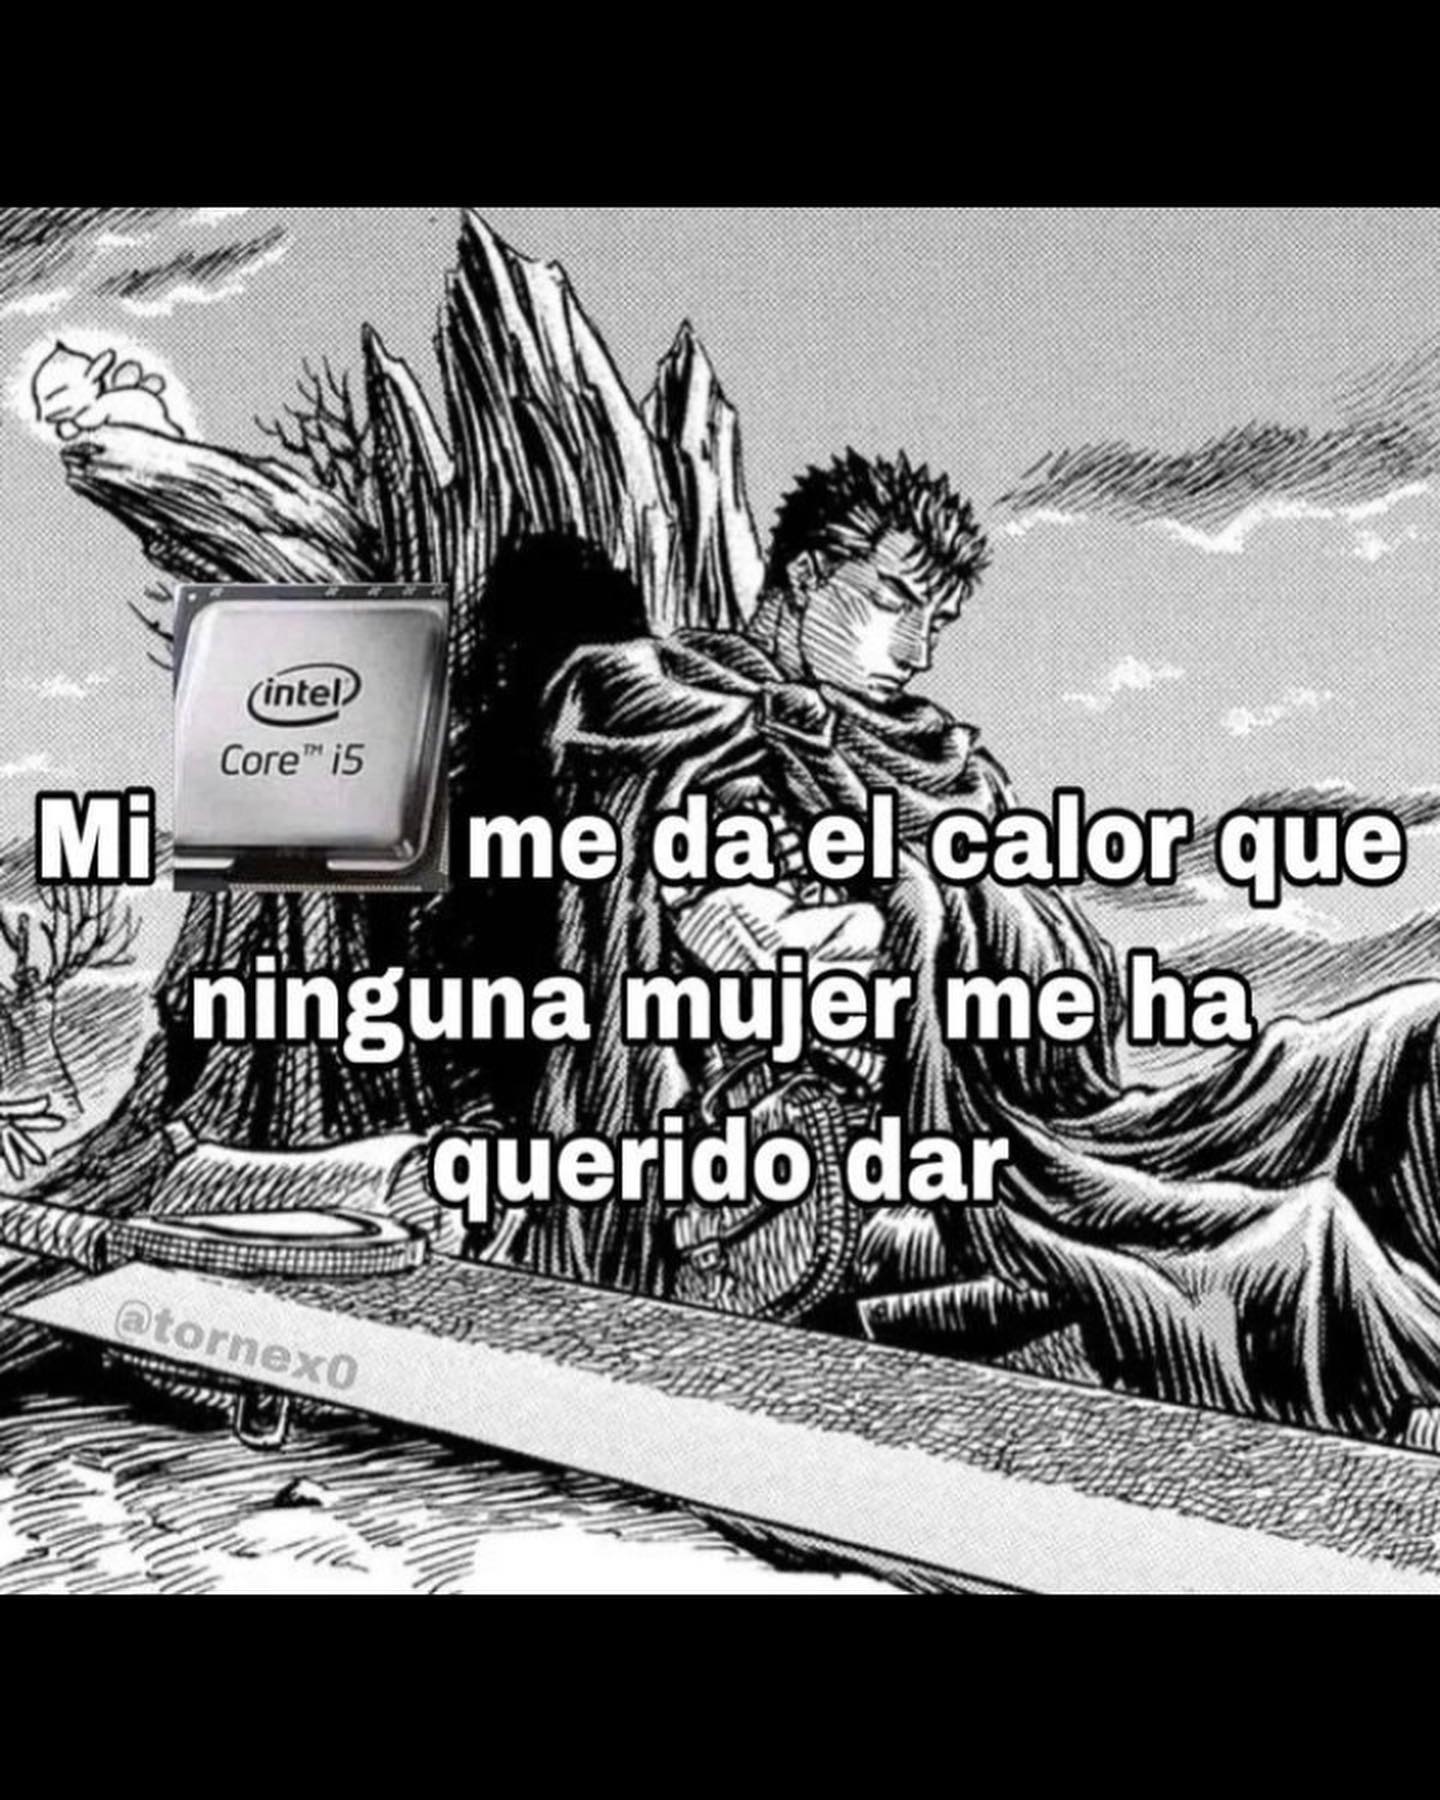 intel
Core™ i5
Mi me da el calor que
ninguna mujer me ha
querido dar
@tornex0